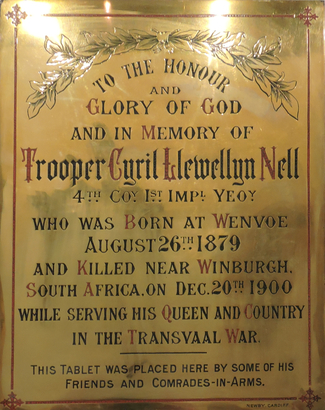 TO THE HONOUR
AND
GLORY OF GOD
AND IN MEMORY OF
Trooper Cyril Llewellyn Nell
4TH COY 1ST IMPL YEOY
WHO WAS BORN AT WENVOE
AUGUST 26TH 1879
AND KILLED NEAR WINBURGH,
SOUTH AFRICA, ON DEC. 20TH 1900
WHILE SERVING HIS QUEEN AND COUNTRY
IN THE TRANSVAAL WAR.
THIS TABLET WAS PLACED HERE BY SOME OF HIS
FRIENDS AND COMRADES-IN-ARMS.
CARDIFF